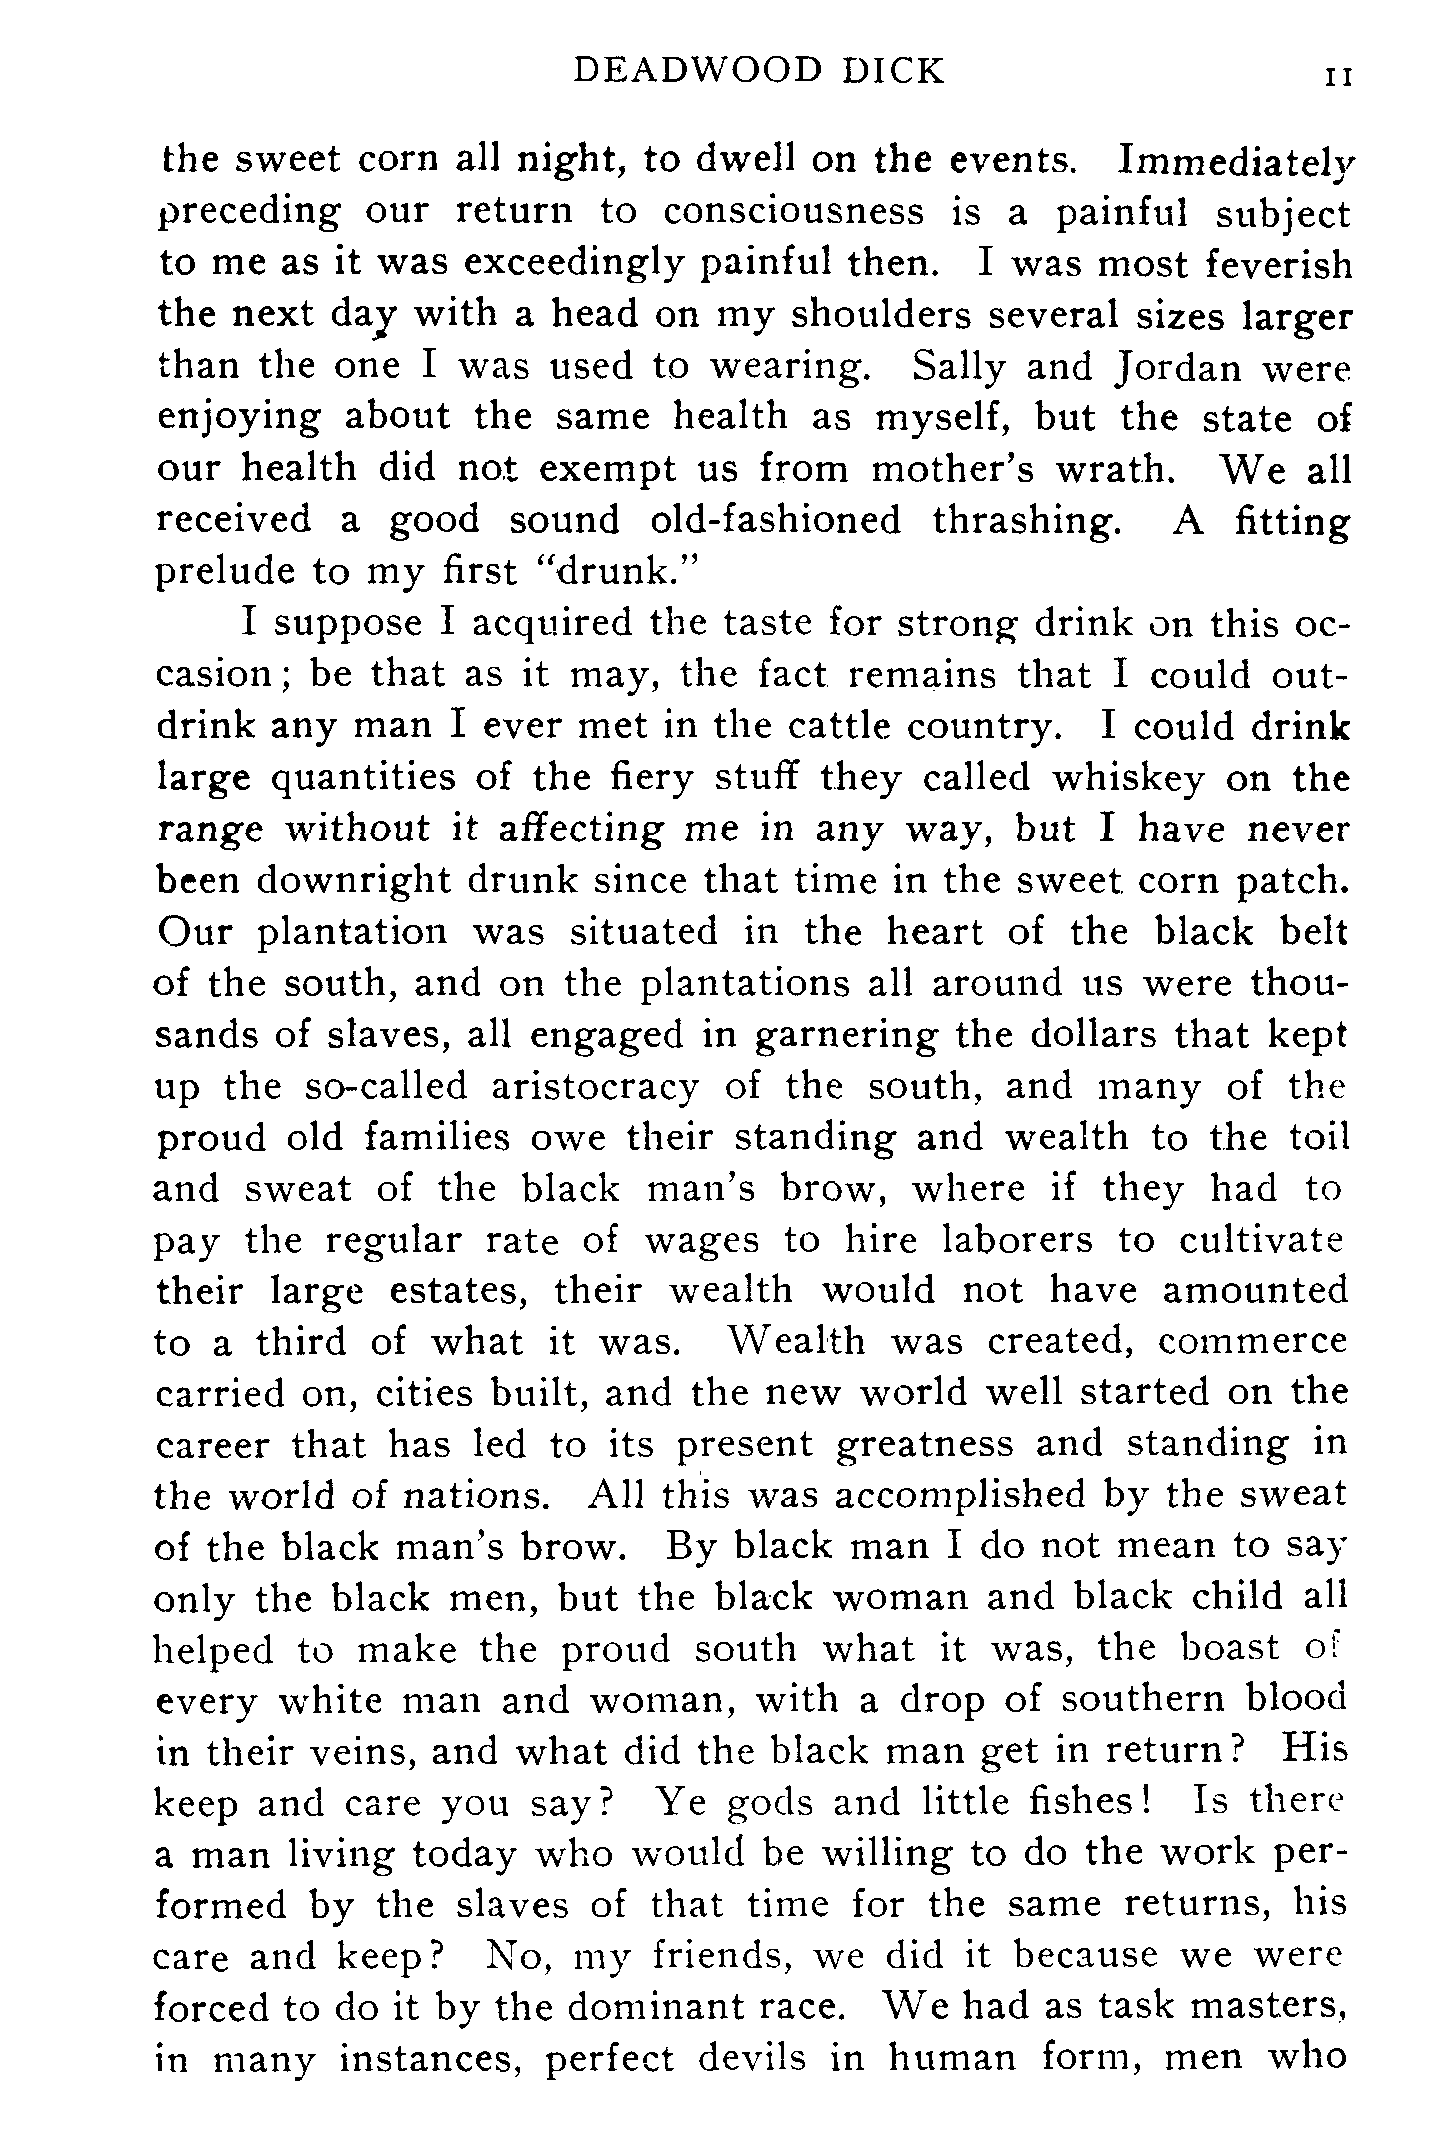 DEADWOOD DICK 11
the sweet corn all night, to dwell on the events. Immediately
preceding our return to consciousness is a painful subject
to me as it was exceedingly painful then. I was most feverish
the next day with a head on my shoulders several sizes larger
than the one I was used to wearing. Sally and Jordan were
enjoying about the same health as myself, but the state of
our health did not exempt us from mother's wrath. We all
received a good sound old-fashioned thrashing. A fitting
prelude to my first "drunk."
I suppose I acquired the taste for strong drink on this oc-
casion; be that as it may, the fact remains that I could out-
drink any man I ever met in the cattle country. I could drink
large quantities of the fiery stuff they called whiskey on the
range without it affecting me in any way, but I have never
been downright drunk since that time in the sweet corn patch.
Our plantation was situated in the heart of the black belt
of the south, and on the plantations all around us were thou-
sands of slaves, all engaged in garnering the dollars that kept
up the so-called aristocracy of the south, and many of the
proud old families owe their standing and wealth to the toil
and sweat of the black man's brow, where if they had to
pay the regular rate of wages to hire laborers to cultivate
their large estates, their wealth would not have amounted
to a third of what it was. Wealth was created, commerce
carried on, cities built, and the new world well started on the
career that has led to its present greatness and standing in
the world of nations. All this was accomplished by the sweat
of the black man's brow. By black man I do not mean to say
only the black men, but the black woman and black child all
helped to make the proud south what it was, the boast of
every white man and woman, with a drop of southern blood
in their veins, and what did the black man get in return? His
keep and care you say? Ye gods and little fishes! Is there
a man living today who would be willing to do the work per-
formed by the slaves of that time for the same returns, his
care and keep? No, my friends, we did it because we were
forced to do it by the dominant race. We had as task masters,
in many instances, perfect devils in human form, men who